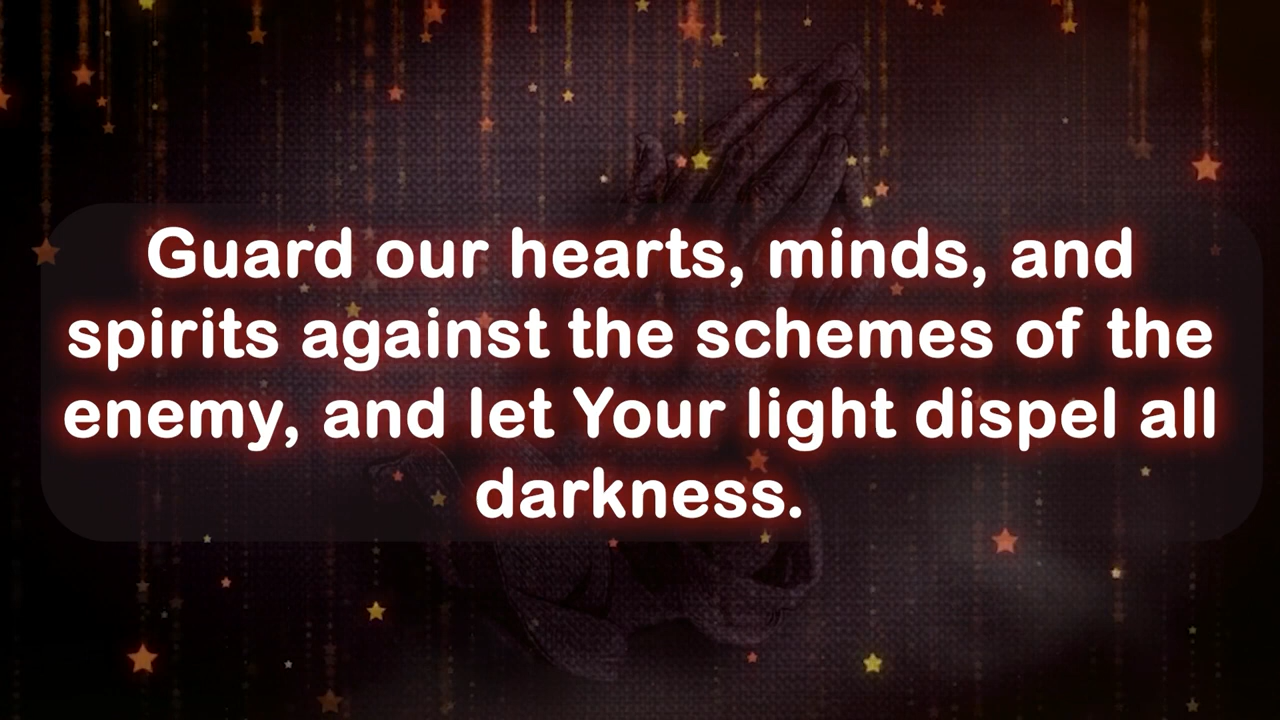 Guard our hearts, minds, and
spirits against the schemes of the
enemy, and let Your light dispel all
darkness.